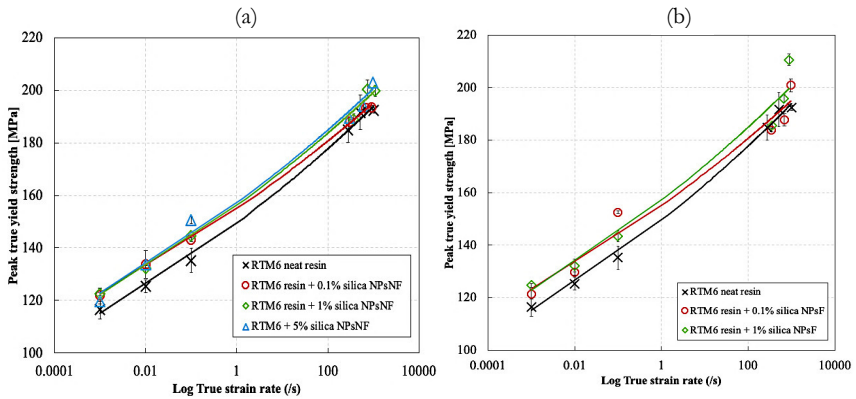 (a)
220
200
180
160
140
120
100
0.0001
0.01
1
100
10000
Peak true yield strength [MPa]
Log True strain rate (/s)
RTM6 neat resin
RTM6 resin + 0.1% silica NPsNF
RTM6 resin + 1% silica NPsNF
RTM6 + 5% silica NPsNF
(b)
220
200
180
160
140
120
100
0.0001
0.01
1
100
10000
Peak true yield strength [MPa]
Log True strain rate (/s)
RTM6 neat resin
RTM6 resin + 0.1% silica NPsF
RTM6 resin + 1% silica NPsF